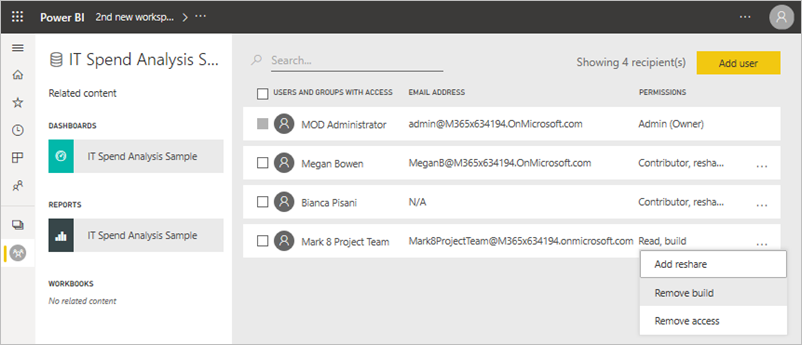 Power BI 2nd new worksp... > ...
...
IT Spend Analysis S...
Related content
DASHBOARDS
IT Spend Analysis Sample
REPORTS
IT Spend Analysis Sample
WORKBOOKS
No related content
Search...
Showing 4 recipient(s)
Add user
USERS AND GROUPS WITH ACCESS EMAIL ADDRESS PERMISSIONS
MOD Administrator admin@M365x634194.OnMicrosoft.com Admin (Owner)
Megan Bowen MeganB@M365x634194.OnMicrosoft.com Contributor, resha... ...
Bianca Pisani N/A Contributor, resha... ...
Mark 8 Project Team Mark8ProjectTeam@M365x634194.onmicrosoft.com Read, build ...
Add reshare
Remove build
Remove access